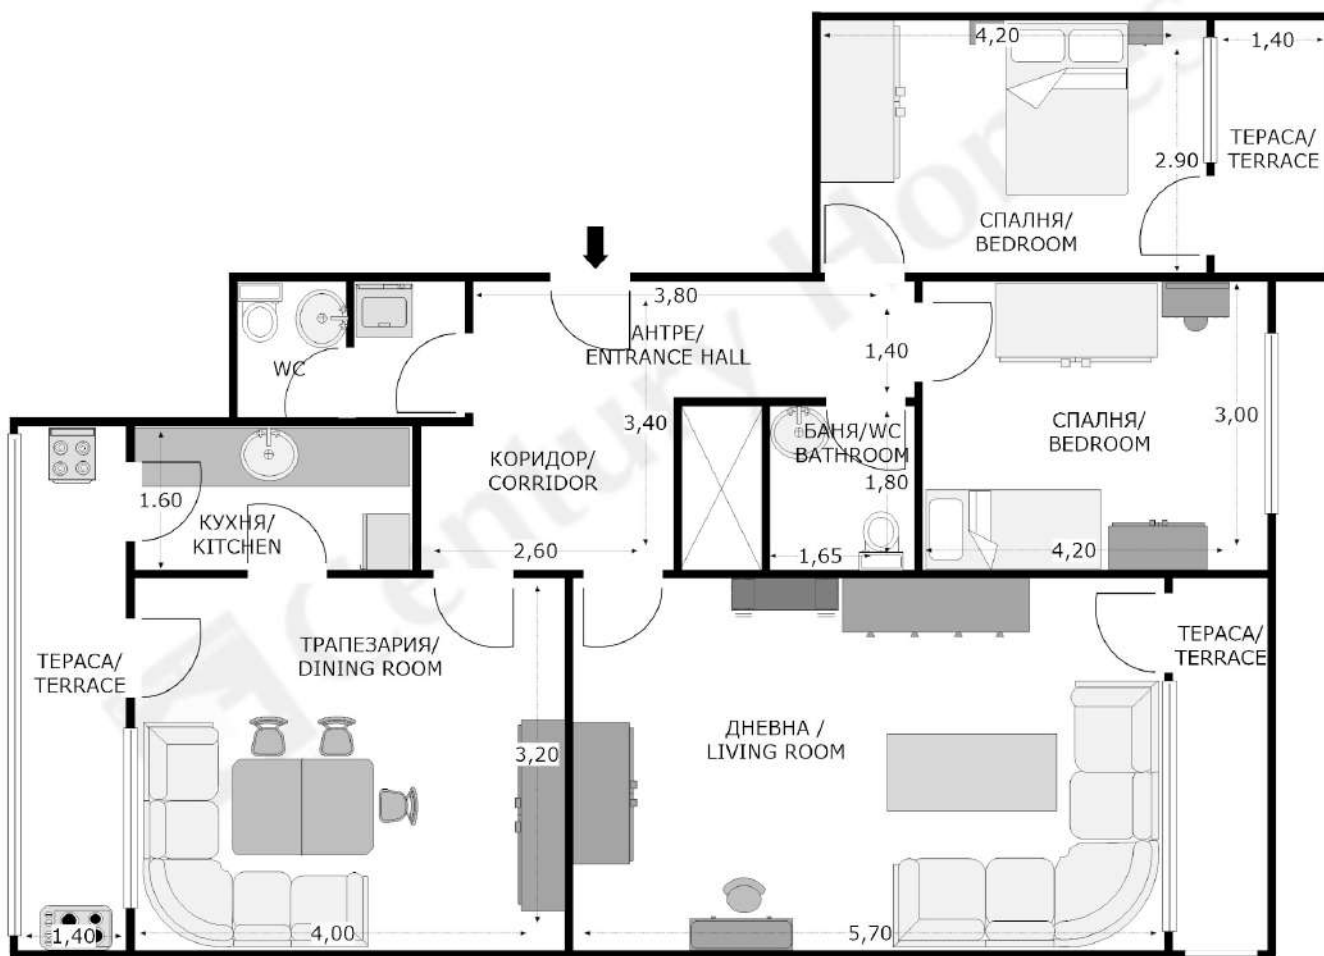 4,20
1,40
ТЕРАСА/
TERRACE
2.90
СПАЛНЯ/
BEDROOM
3,80
АНТРЕ/
ENTRANCE HALL
1,40
WC
3,40
СПАЛНЯ/
BEDROOM
3,00
БАНЯ/WC
BATHROOM
КОРИДОР/
CORRIDOR
1,80
1.60
КУХНЯ/
KITCHEN
2,60
1,65
4,20
ТРАПЕЗАРИЯ/
DINING ROOM
ТЕРАСА/
TERRACE
ТЕРАСА/
TERRACE
ДНЕВНА /
LIVING ROOM
3,20
1,40
4,00
5,70
Century Homes